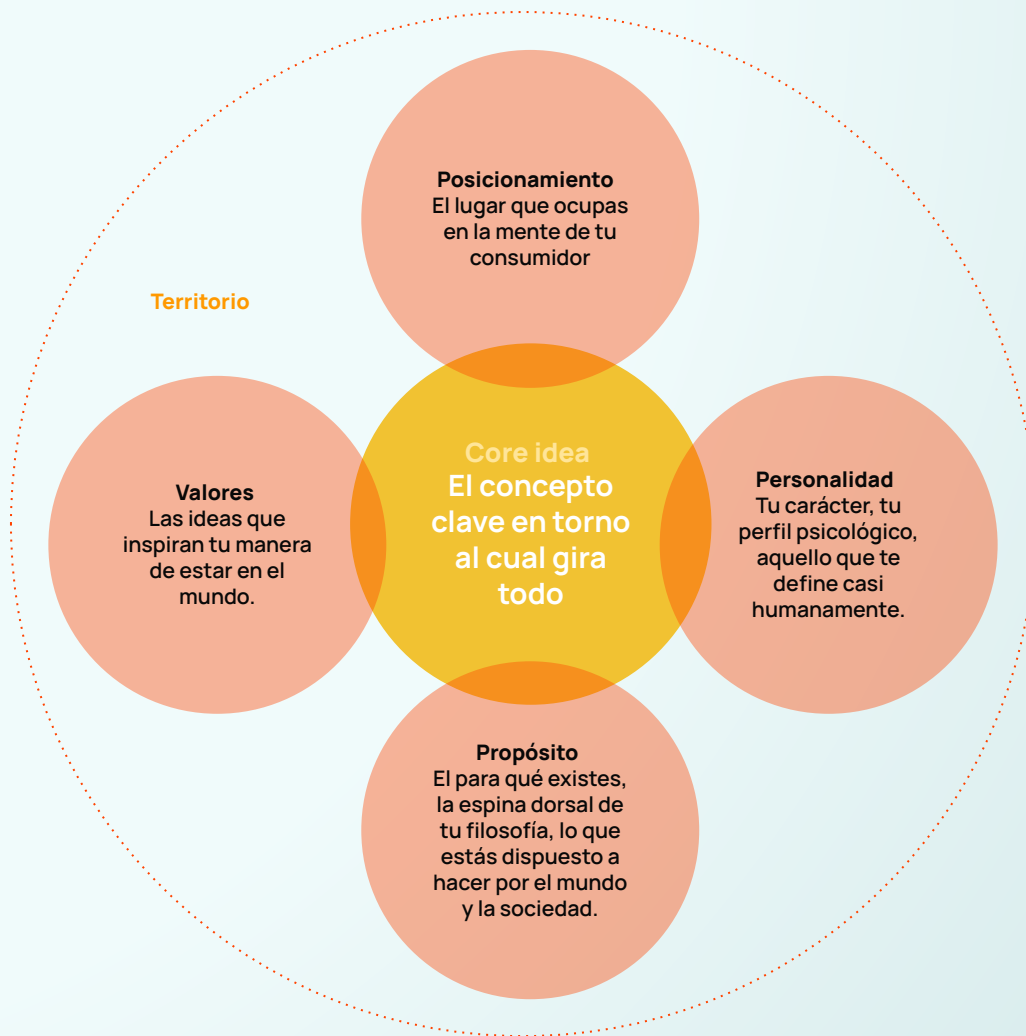 Posicionamiento
El lugar que ocupas
en la mente de tu
consumidor
Territorio
Valores
Las ideas que
inspiran tu manera
de estar en el
mundo.
Core idea
El concepto
clave en torno
al cual gira
todo
Personalidad
Tu carácter, tu
perfil psicológico,
aquello que te
define casi
humanamente.
Propósito
El para qué existes,
la espina dorsal de
tu filosofía, lo que
estás dispuesto a
hacer por el mundo
y la sociedad.